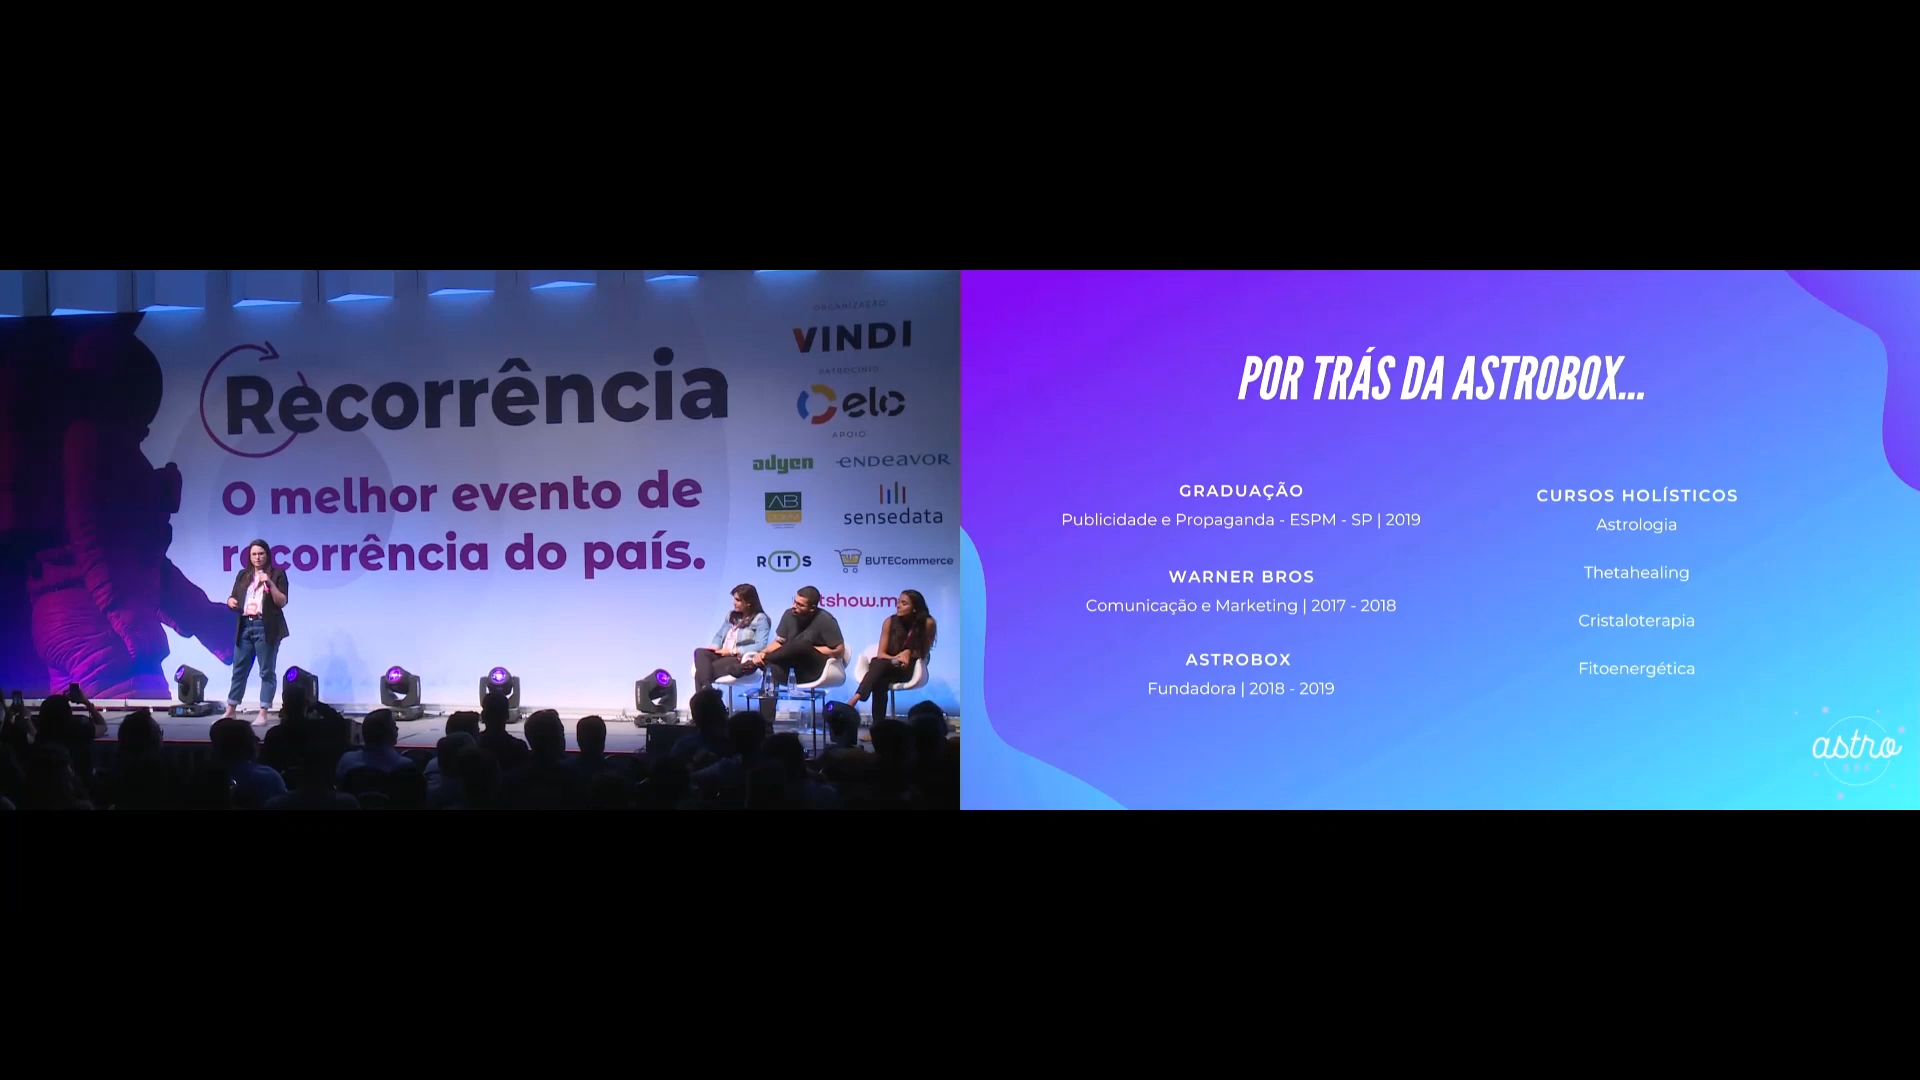 ORGANIZAÇÃO
VINDI
PATROCÍNIO
elo
APOIO
adyen
ENDEAVOR
AB
sensedata
R IT S
BUTECommerce
tshow.m
Recorrência
O melhor evento de
recorrência do país.
POR TRÁS DA ASTROBOX...
GRADUAÇÃO
Publicidade e Propaganda - ESPM - SP | 2019
WARNER BROS
Comunicação e Marketing | 2017 - 2018
ASTROBOX
Fundadora | 2018 - 2019
CURSOS HOLÍSTICOS
Astrologia
Thetahealing
Cristaloterapia
Fitoenergética
astro
BOX